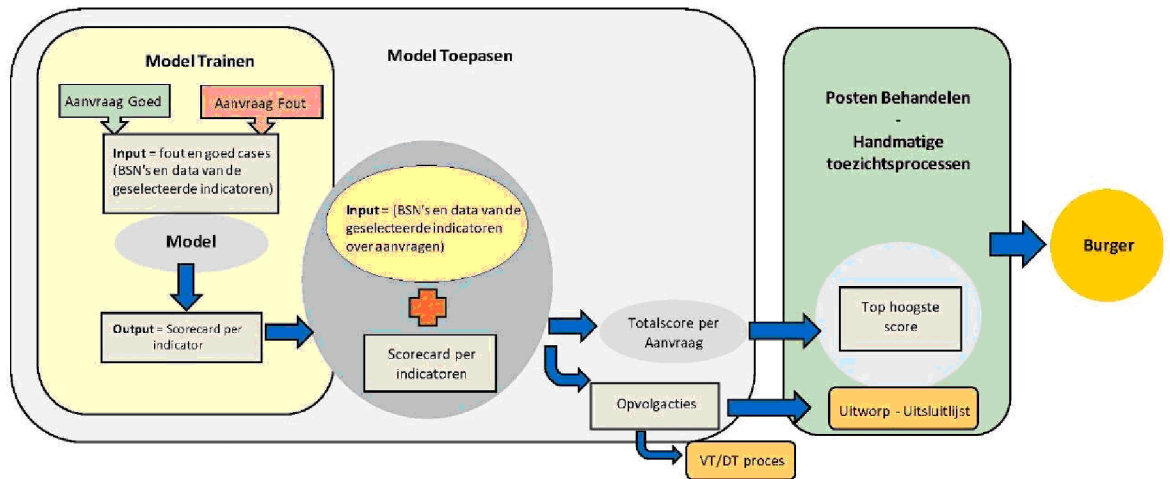 Model Trainen
Aanvraag Goed
Aanvraag Fout
Input = fout en goed cases
(BSN's en data van de
geselecteerde indicatoren)
Model
Output = Scorecard per
indicator
Model Toepasen
Input = (BSN's en data van de
geselecteerde indicatoren
over aanvragen)
Scorecard per
indicatoren
Totalscore per
Aanvraag
Opvolgacties
VT/DT proces
Posten Behandelen
-
Handmatige
toezichtsprocessen
Top hoogste
score
Uitworp - Uitsluitlijst
Burger